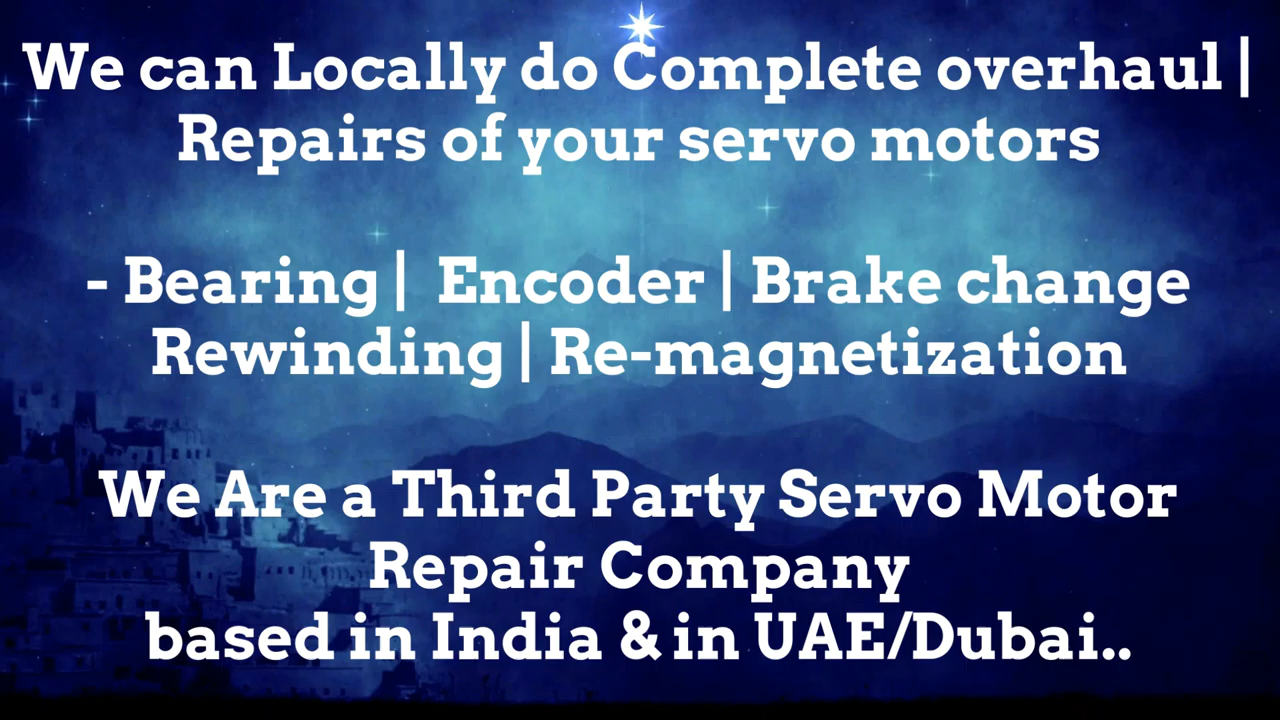 We can Locally do Complete overhaul |
Repairs of your servo motors
- Bearing | Encoder | Brake change
Rewinding | Re-magnetization
We Are a Third Party Servo Motor
Repair Company
based in India & in UAE/Dubai..